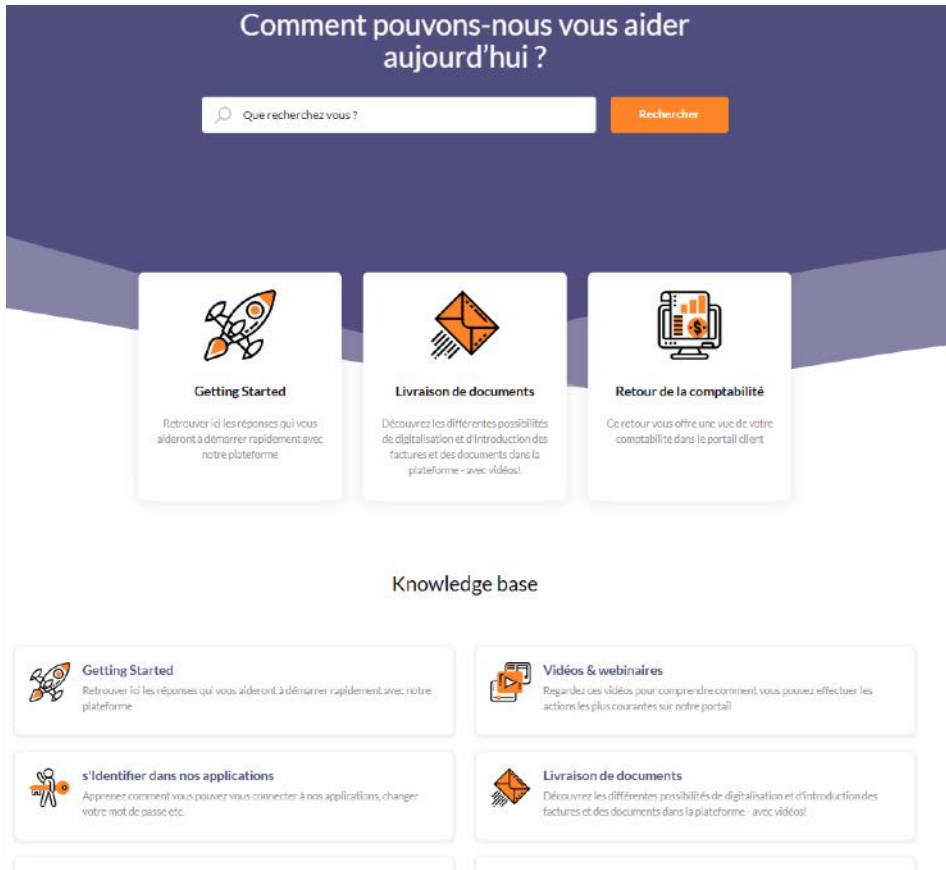 Comment pouvons-nous vous aider
aujourd'hui ?
Que recherchez vous ?
Rechercher
Getting Started
Retrouver ici les réponses qui vous
aideront à démarrer rapidement avec
notre plateforme
Livraison de documents
Découvrez les différentes possibilités
de digitalisation et d'introduction des
factures et des documents dans la
plateforme - avec vidéos!
Retour de la comptabilité
Ce retour vous offre une vue de votre
comptabilité dans le portail client
Knowledge base
Getting Started
Retrouver ici les réponses qui vous aideront à démarrer rapidement avec notre
plateforme
Vidéos & webinaires
Regardez ces vidéos pour comprendre comment vous pouvez effectuer les
actions les plus courantes sur notre portail
s'Identifier dans nos applications
Apprenez comment vous pouvez vous connecter à nos applications, changer
votre mot de passe etc.
Livraison de documents
Découvrez les différentes possibilités de digitalisation et d'introduction des
factures et des documents dans la plateforme - avec vidéos!